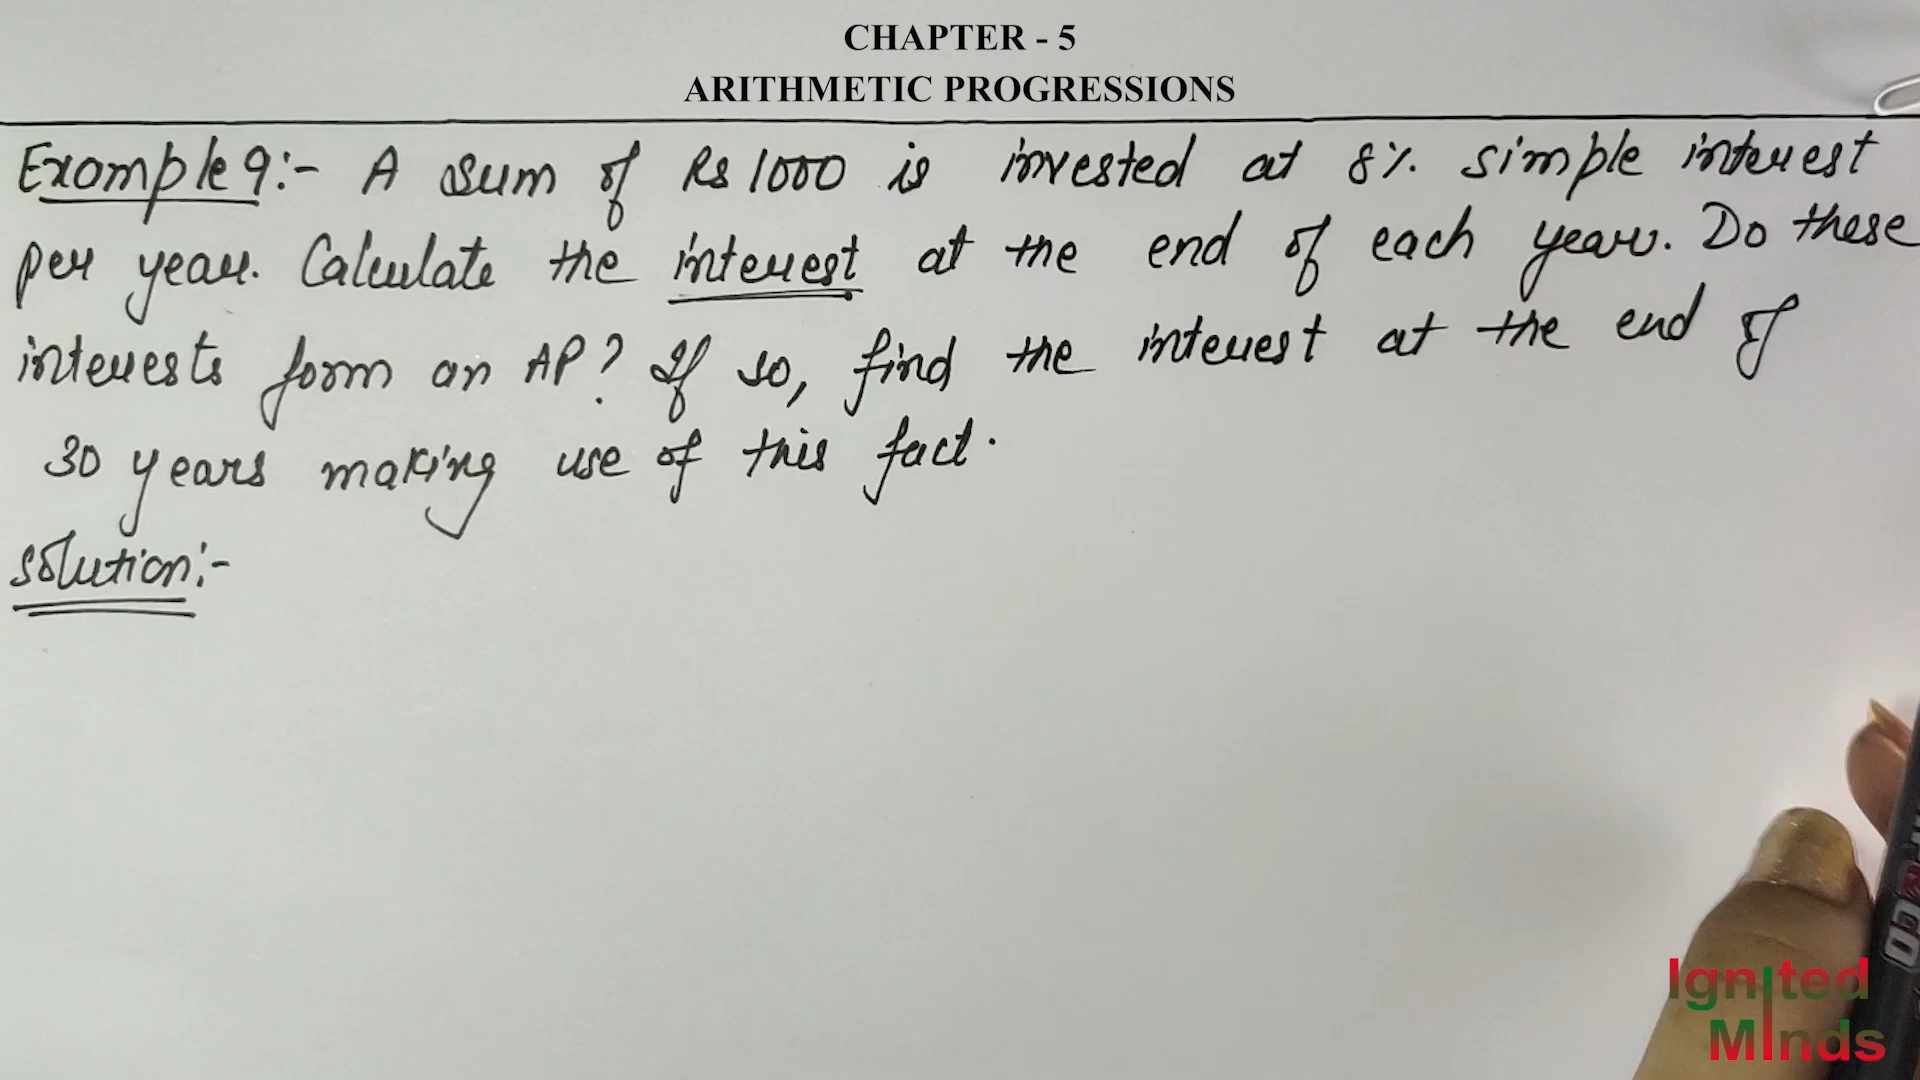 CHAPTER - 5
ARITHMETIC PROGRESSIONS
Example 9:- A sum of Rs 1000 is invested at 8% simple interest
per year. Calculate the interest at the end of each year. Do these
interests form an AP? If so, find the interest at the end of
30 years making use of this fact.
Solution:-
Ignited
Minds